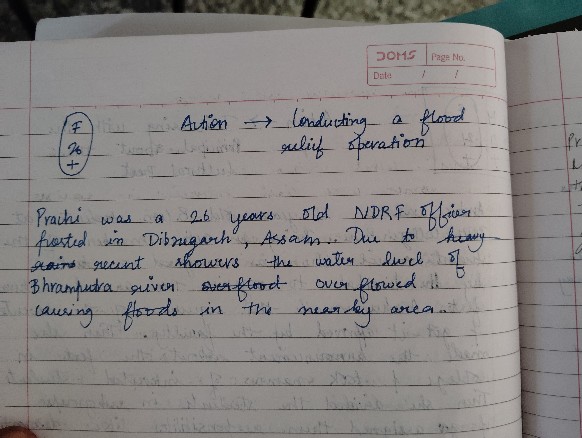 DOMS Page No.
Date / /
F
26
+
Action → Conducting a flood
relief operation
Prachi was a 26 years old NDRF officer
posted in Dibrugarh, Assam. Due to heavy
rains recent showers the water level of
Bhramputra river overflood overflowed
causing floods in the nearby area.